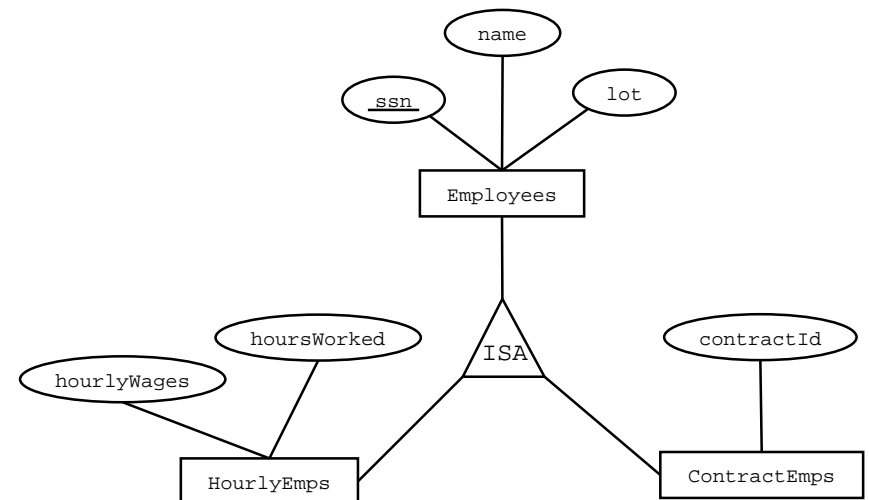 name
ssn
lot
Employees
hoursWorked
contractId
ISA
hourlyWages
ContractEmps
HourlyEmps